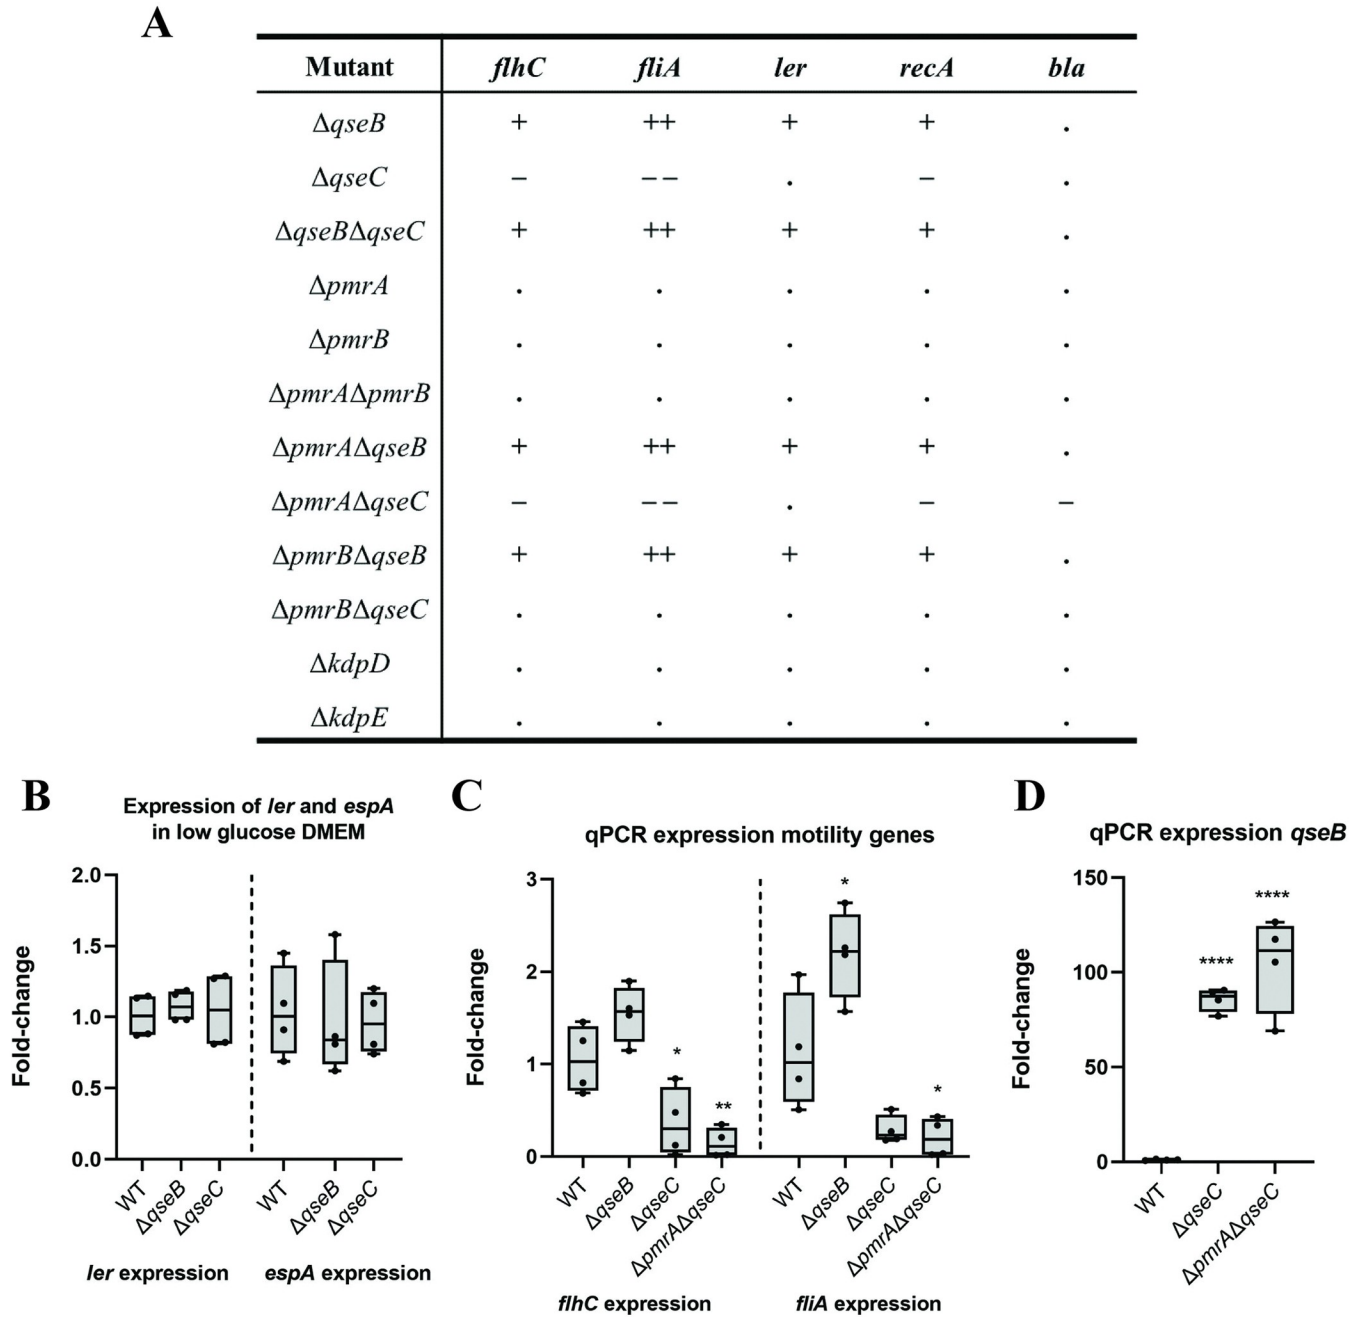 A
Mutant flhC fliA ler recA bla
ΔqseB + ++ + + .
ΔqseC − −− . − .
ΔqseBΔqseC + ++ + + .
ΔpmrA . . . . .
ΔpmrB . . . . .
ΔpmrAΔpmrB . . . . .
ΔpmrAΔqseB + ++ + + .
ΔpmrAΔqseC − −− . − −
ΔpmrBΔqseB + ++ + + .
ΔpmrBΔqseC . . . . .
ΔkdpD . . . . .
ΔkdpE . . . . .
B
Expression of ler and espA
in low glucose DMEM
Fold-change
2.0
1.5
1.0
0.5
0.0
WT ΔqseB ΔqseC WT ΔqseB ΔqseC
ler expression espA expression
C
qPCR expression motility genes
Fold-change
3
2
1
0
* ** * *
WT ΔqseB ΔqseC ΔpmrAΔqseC WT ΔqseB ΔqseC ΔpmrAΔqseC
flhC expression fliA expression
D
qPCR expression qseB
Fold-change
150
100
50
0
**** ****
WT ΔqseC ΔpmrAΔqseC